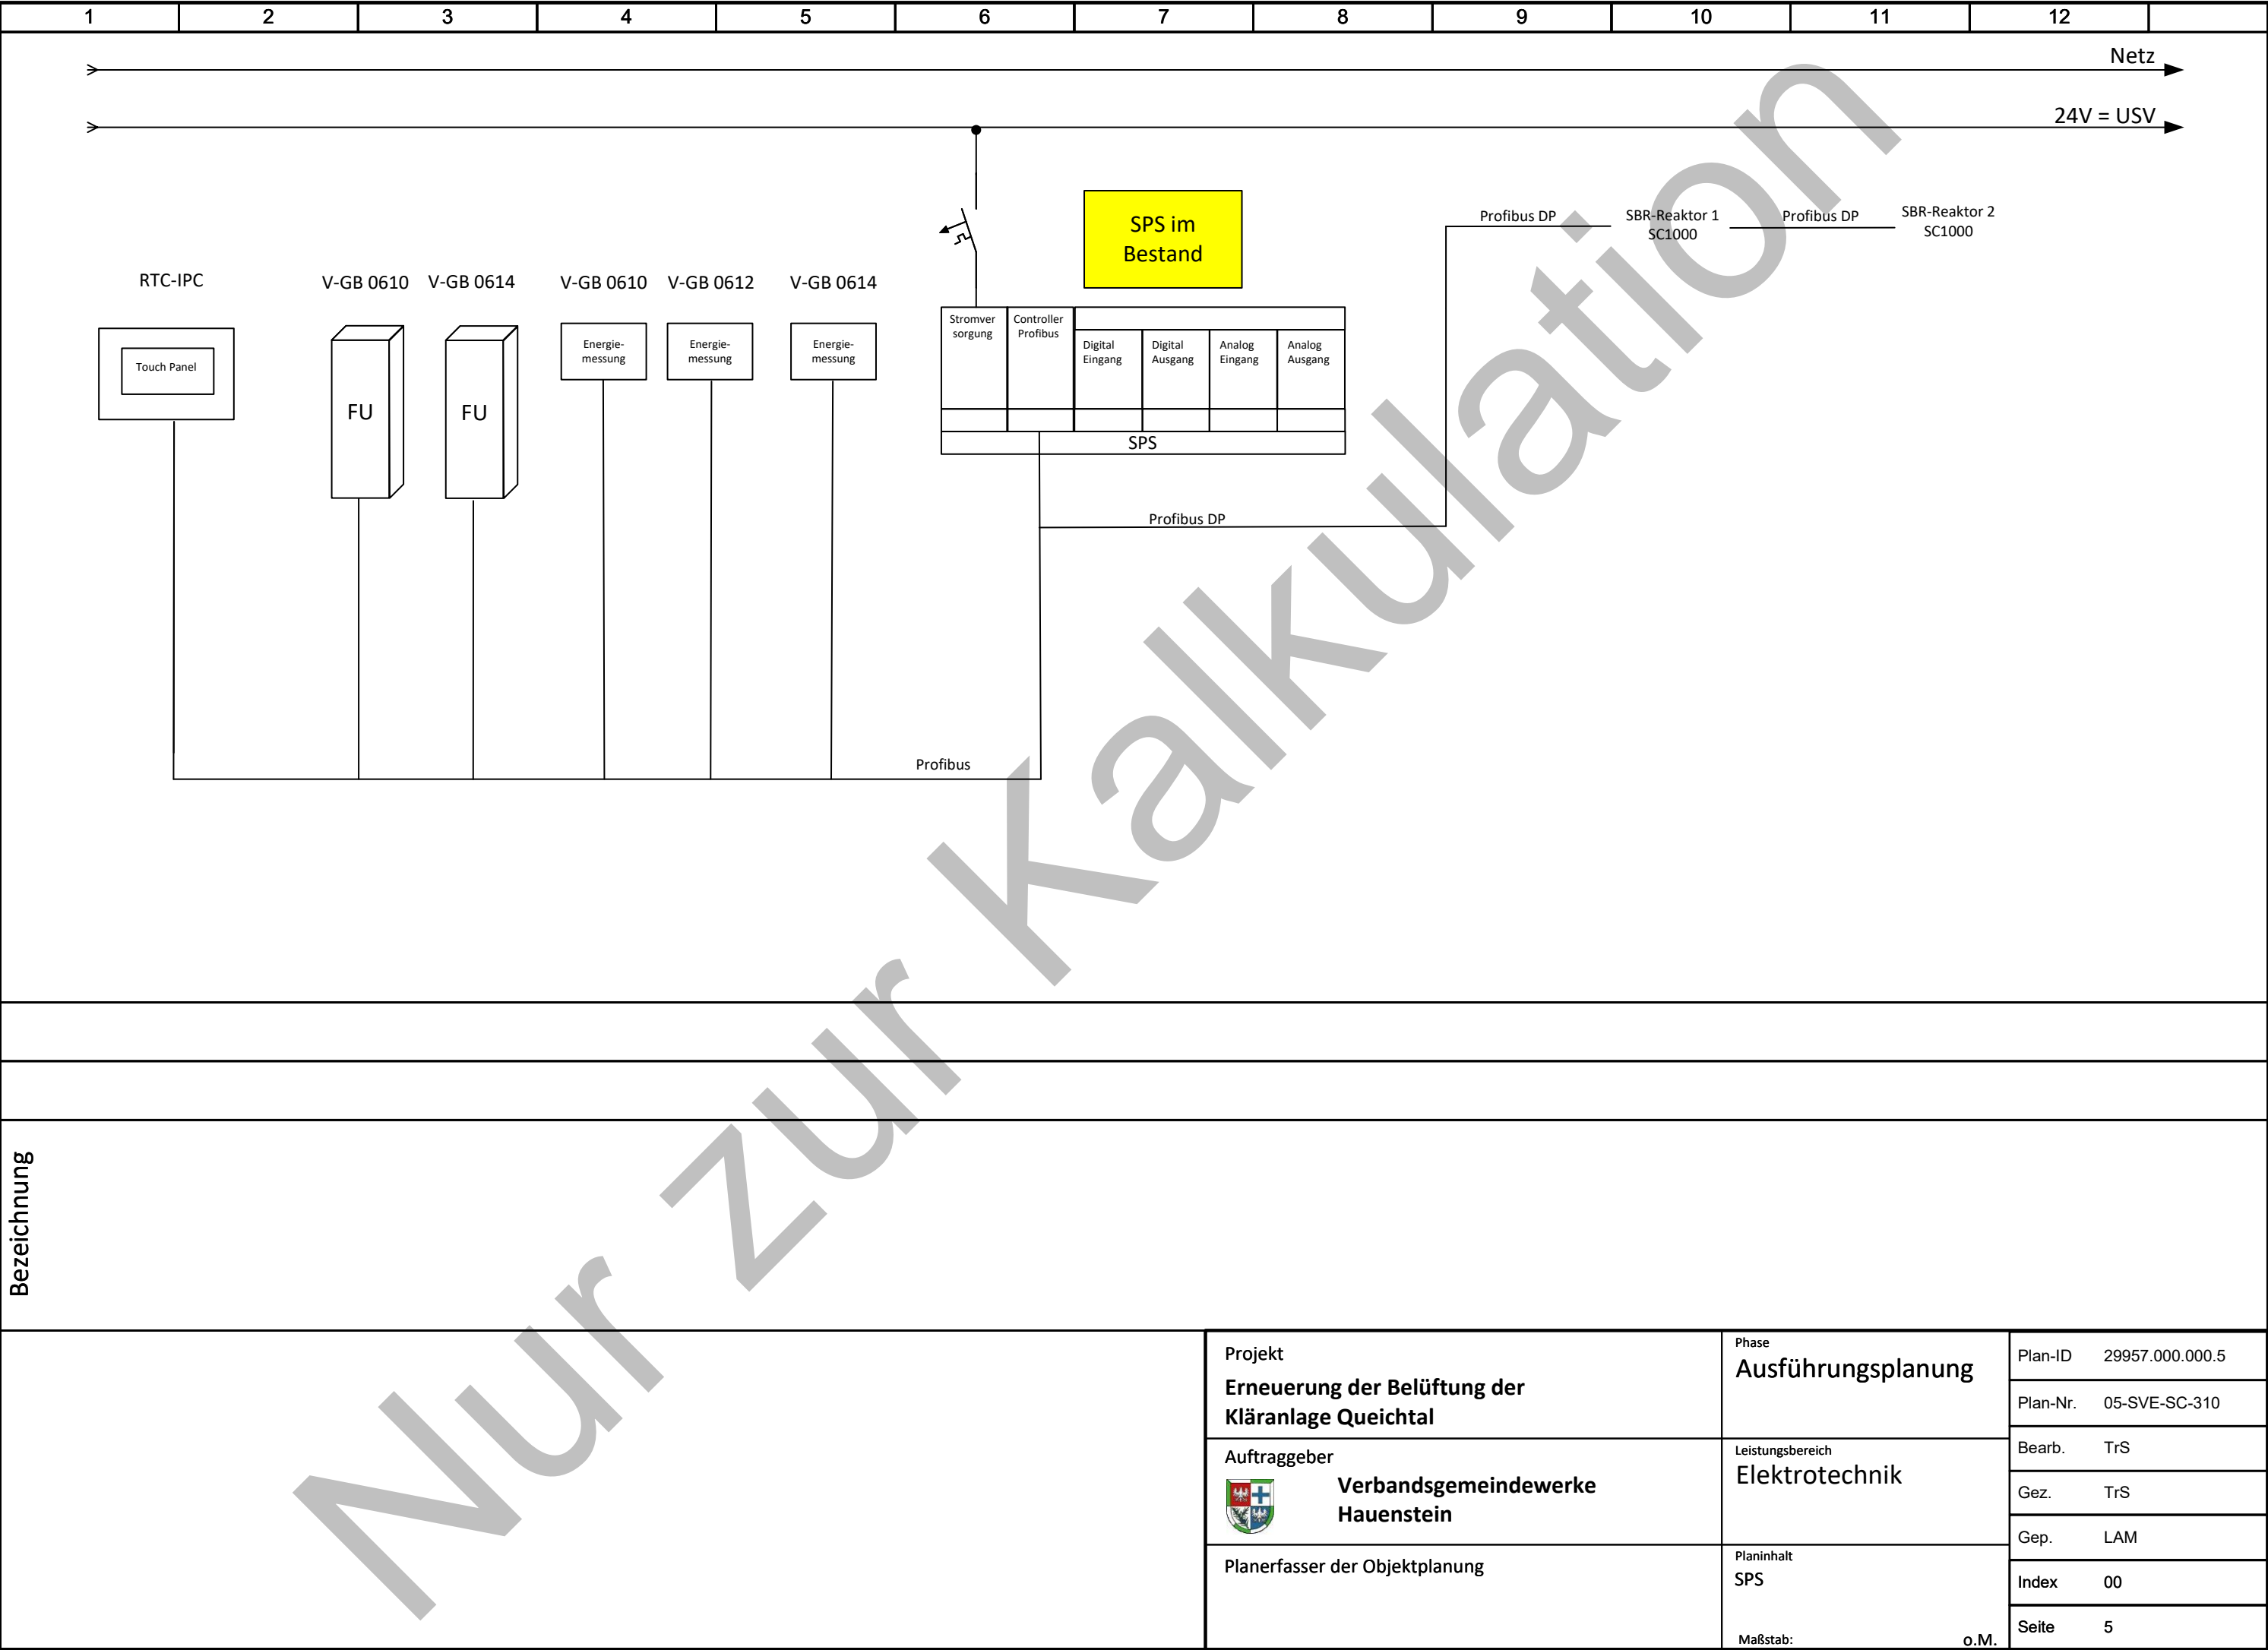 1 2 3 4 5 6 7 8 9 10 11 12
Netz
24V = USV
SPS im
Bestand
Profibus DP
SBR-Reaktor 1
SC1000
Profibus DP
SBR-Reaktor 2
SC1000
RTC-IPC
V-GB 0610
V-GB 0614
V-GB 0610
V-GB 0612
V-GB 0614
Touch Panel
FU
FU
Energie-
messung
Energie-
messung
Energie-
messung
Stromver
sorgung
Controller
Profibus
Digital
Eingang
Digital
Ausgang
Analog
Eingang
Analog
Ausgang
SPS
Profibus DP
Profibus
Nur zur Kalkulation
Bezeichnung
Projekt
Erneuerung der Belüftung der
Kläranlage Queichtal
Auftraggeber
Verbandsgemeindewerke
Hauenstein
Planerfasser der Objektplanung
Phase
Ausführungsplanung
Leistungsbereich
Elektrotechnik
Planinhalt
SPS
Maßstab: o.M.
Plan-ID 29957.000.000.5
Plan-Nr. 05-SVE-SC-310
Bearb. TrS
Gez. TrS
Gep. LAM
Index 00
Seite 5